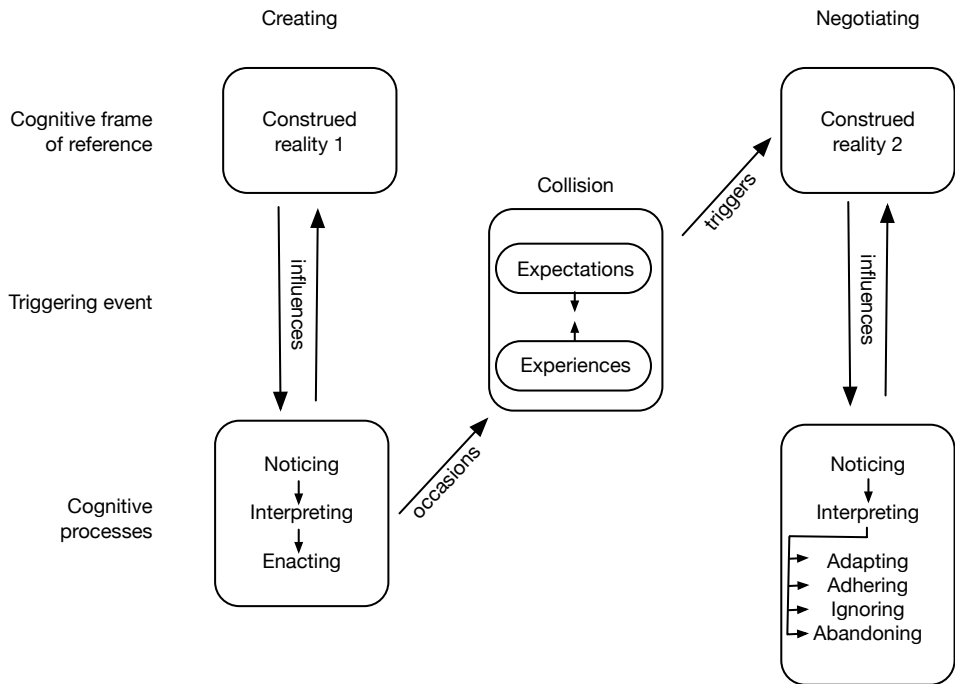 Creating
Negotiating
Cognitive frame
of reference
Construed
reality 1
Construed
reality 2
Collision
triggers
Expectations
Experiences
Triggering event
influences
influences
occasions
Cognitive
processes
Noticing
Interpreting
Enacting
Noticing
Interpreting
Adapting
Adhering
Ignoring
Abandoning